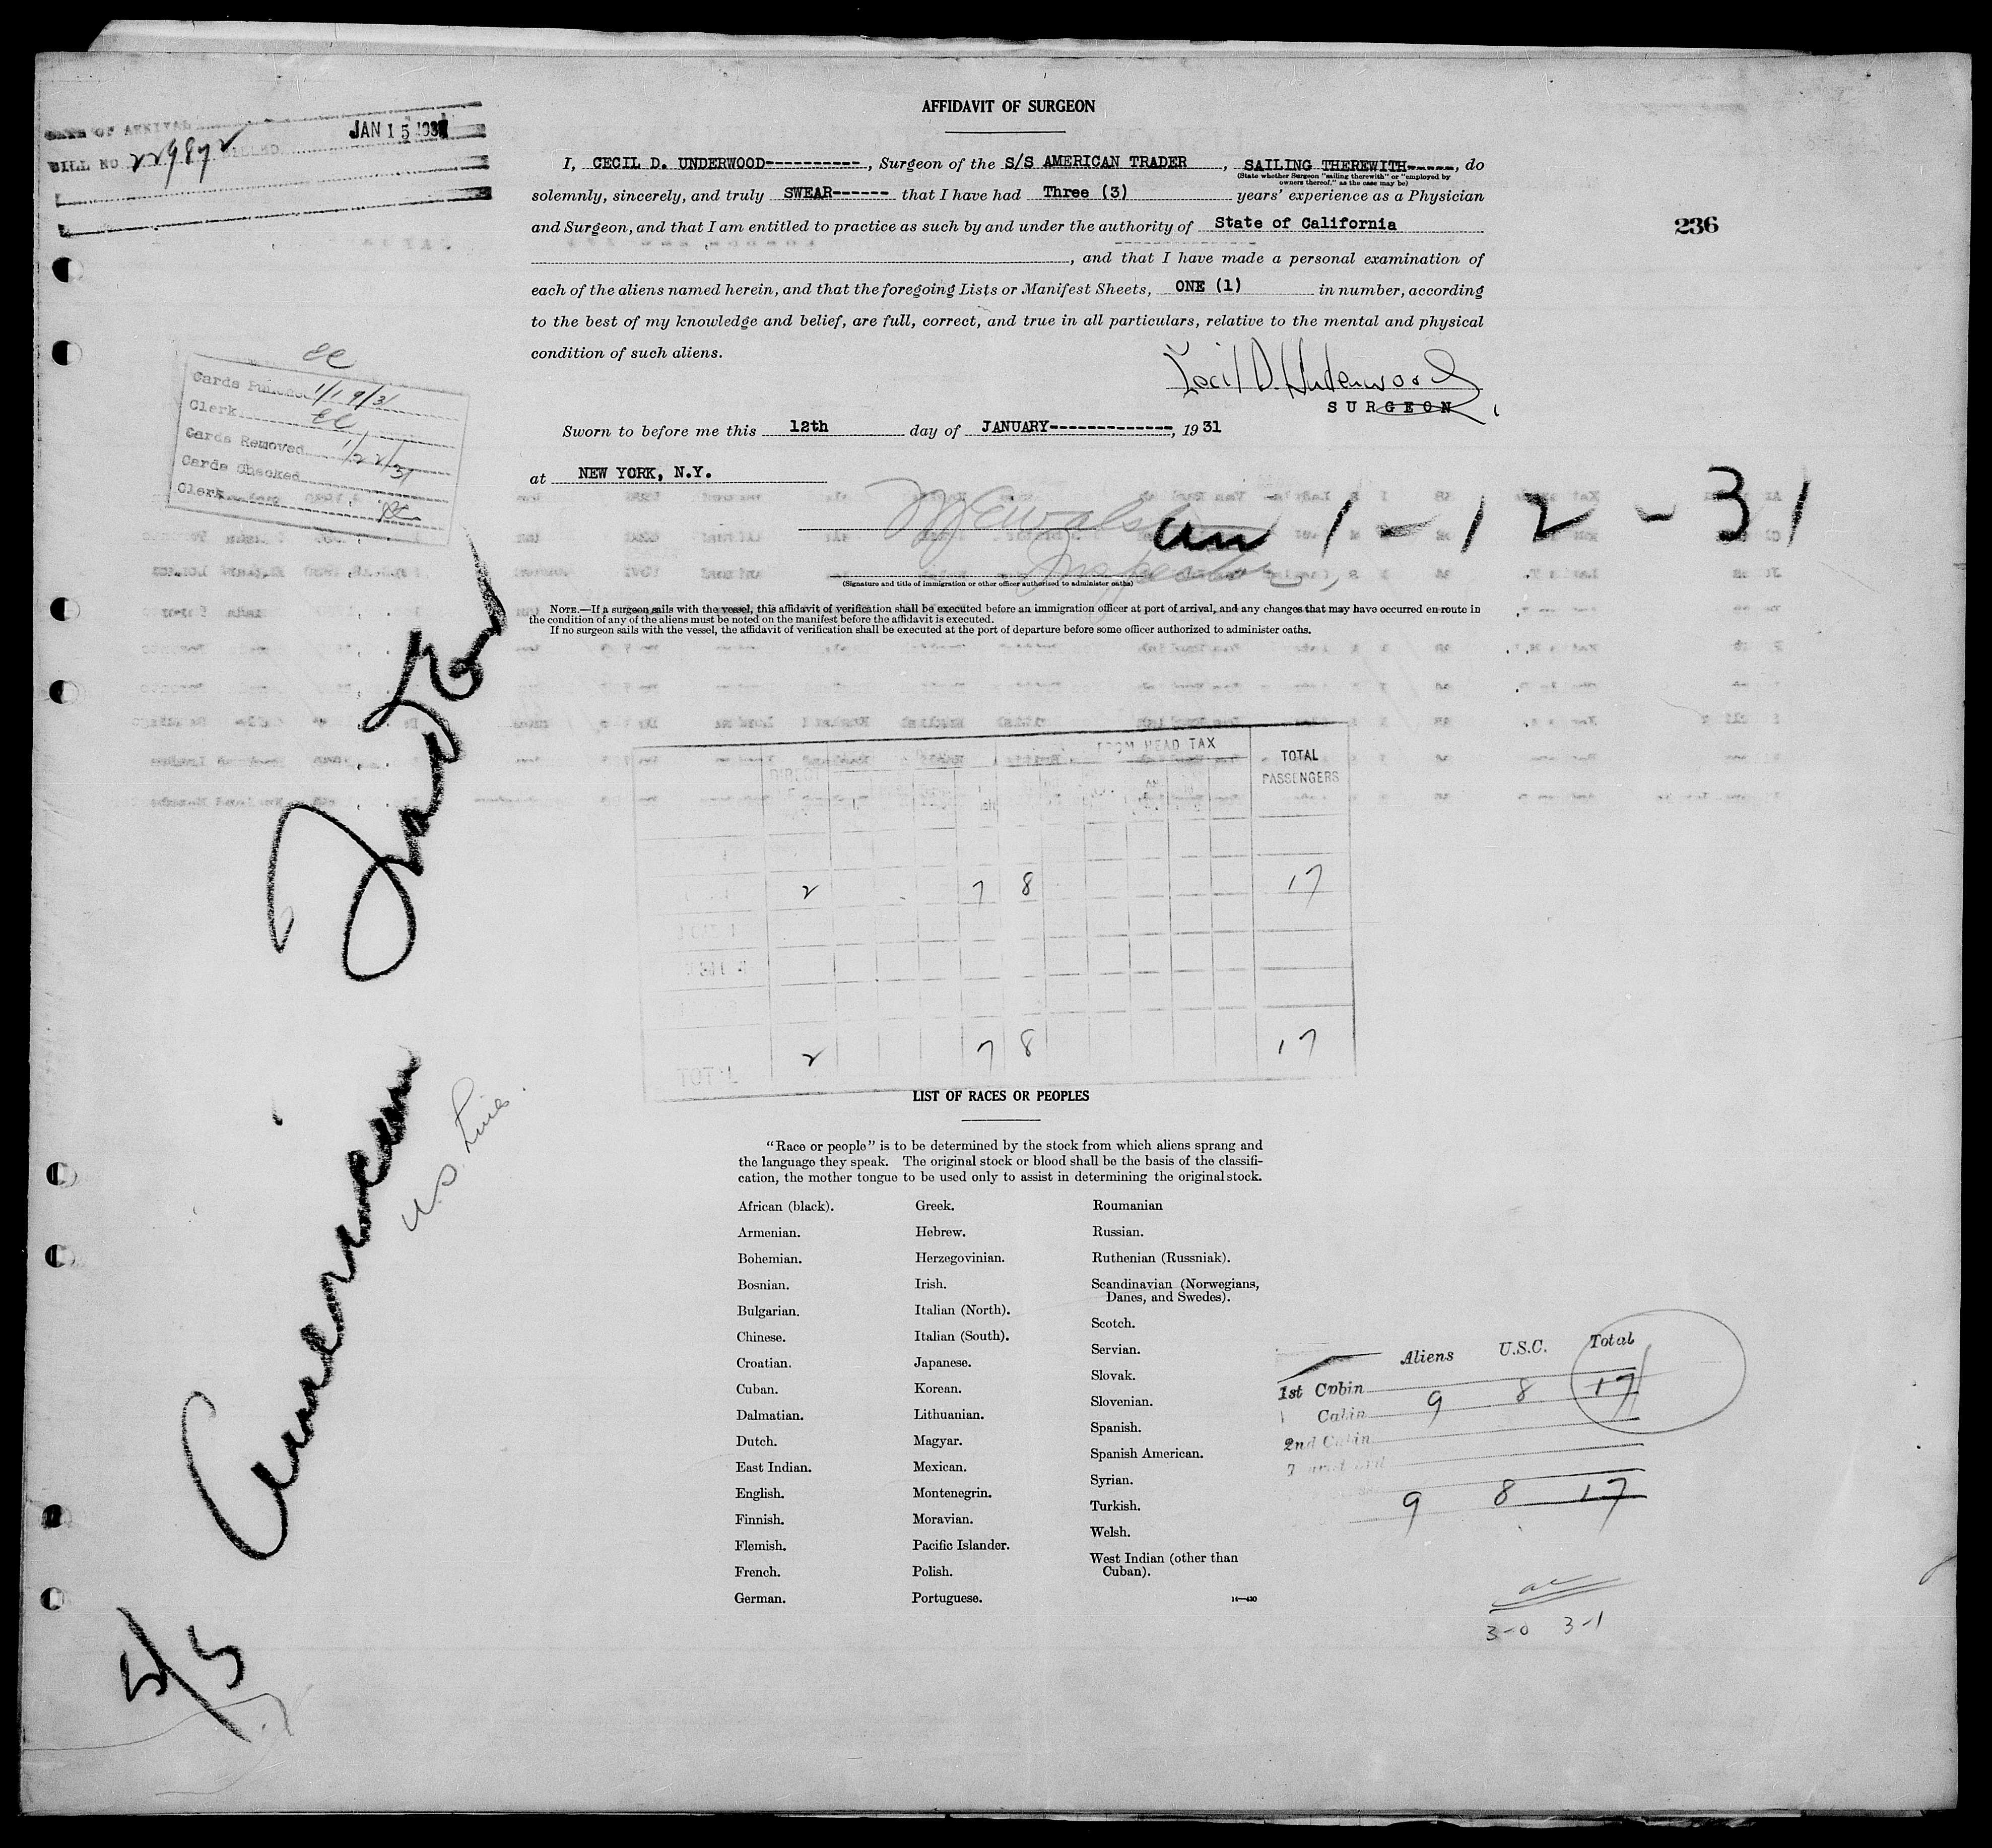 AFFIDAVIT OF SURGEON
DATE OF ARRIVAL JAN 15 1931
BILL NO 229872 BILLED
I, CECIL D. UNDERWOOD----------, Surgeon of the S/S AMERICAN TRADER, SAILING THEREWITH-----, do
(State whether Surgeon "sailing therewith" or "employed by
owners thereof," as the case may be)
solemnly, sincerely, and truly SWEAR------ that I have had Three (3) years' experience as a Physician
and Surgeon, and that I am entitled to practice as such by and under the authority of State of California
236
, and that I have made a personal examination of
each of the aliens named herein, and that the foregoing Lists or Manifest Sheets, ONE (1) in number, according
to the best of my knowledge and belief, are full, correct, and true in all particulars, relative to the mental and physical
condition of such aliens.
Cecil D. Underwood
SURGEON
EC
Cards Punched 1/19/31
Clerk EC
Cards Removed 1/22/31
Cards Checked
Clerk
Sworn to before me this 12th day of JANUARY-------------, 1931
at NEW YORK, N.Y.
1-12-31
Inspector
(Signature and title of immigration or other officer authorized to administer oaths)
NOTE.—If a surgeon sails with the vessel, this affidavit of verification shall be executed before an immigration officer at port of arrival, and any changes that may have occurred en route in
the condition of any of the aliens must be noted on the manifest before the affidavit is executed.
If no surgeon sails with the vessel, the affidavit of verification shall be executed at the port of departure before some officer authorized to administer oaths.
DIRECT FROM HEAD TAX TOTAL
PASSENGERS
2 7 8 17
2 7 8 17
TOTAL
S/S American Trader
U.S. Lines.
LIST OF RACES OR PEOPLES
"Race or people" is to be determined by the stock from which aliens sprang and
the language they speak. The original stock or blood shall be the basis of the classifi-
cation, the mother tongue to be used only to assist in determining the original stock.
African (black).
Armenian.
Bohemian.
Bosnian.
Bulgarian.
Chinese.
Croatian.
Cuban.
Dalmatian.
Dutch.
East Indian.
English.
Finnish.
Flemish.
French.
German.
Greek.
Hebrew.
Herzegovinian.
Irish.
Italian (North).
Italian (South).
Japanese.
Korean.
Lithuanian.
Magyar.
Mexican.
Montenegrin.
Moravian.
Pacific Islander.
Polish.
Portuguese.
Roumanian
Russian.
Ruthenian (Russniak).
Scandinavian (Norwegians,
Danes, and Swedes).
Scotch.
Servian.
Slovak.
Slovenian.
Spanish.
Spanish American.
Syrian.
Turkish.
Welsh.
West Indian (other than
Cuban).
14—430
Aliens U.S.C. Total
1st Cabin
Cabin 9 8 17
2nd Cabin
9 8 17
3-0 3-1